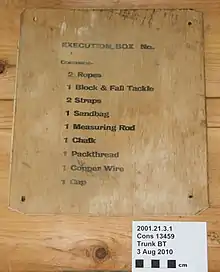 EXECUTION BOX No.
Contents—
2 Ropes
1 Block & Fall Tackle
2 Straps
1 Sandbag
1 Measuring Rod
1 Chalk
1 Packthread
1 Copper Wire
1 Cap
2001.21.3.1
Cons 13459
Trunk BT
3 Aug 2010
cm